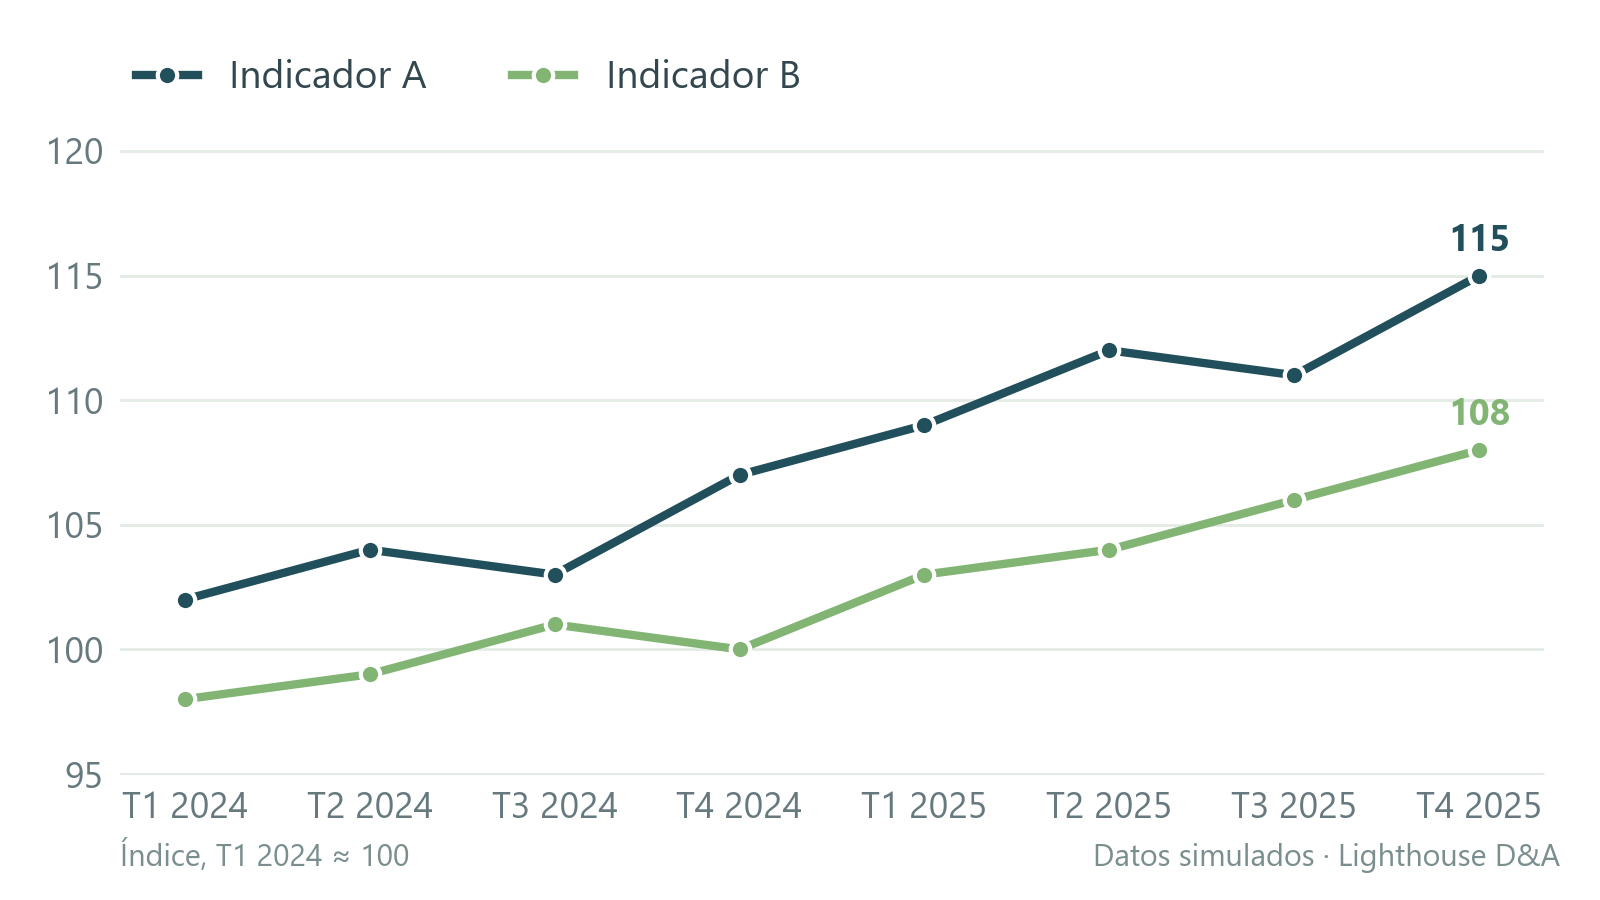 Indicador A Indicador B
120
115
115
110
108
105
100
95
T1 2024 T2 2024 T3 2024 T4 2024 T1 2025 T2 2025 T3 2025 T4 2025
Índice, T1 2024 ≈ 100 Datos simulados · Lighthouse D&A